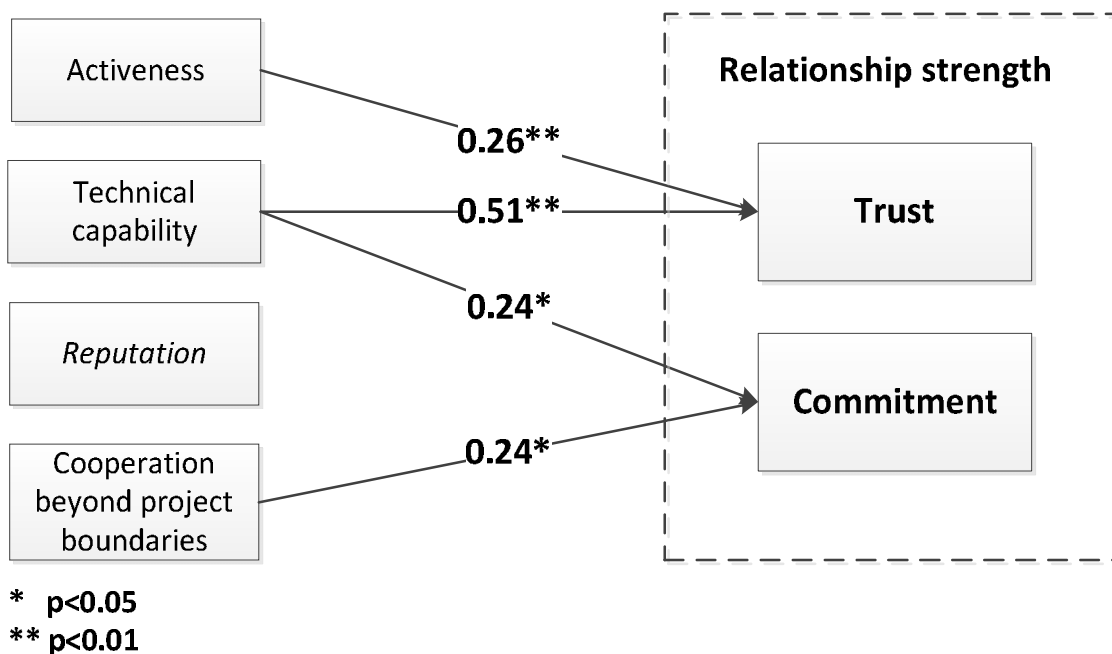 Activeness
Relationship strength
0.26**
Technical
capability
0.51**
Trust
0.24*
Reputation
Commitment
0.24*
Cooperation
beyond project
boundaries
* p<0.05
** p<0.01